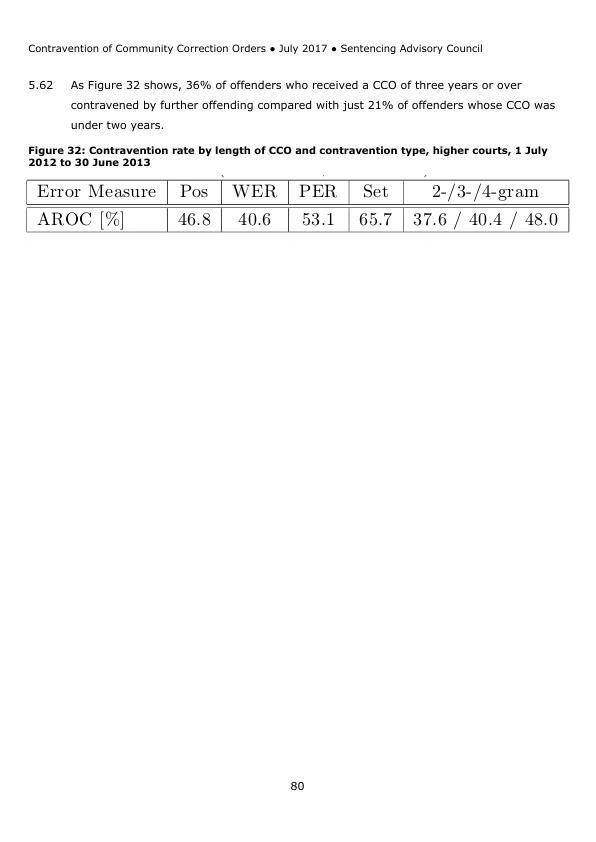 Contravention of Community Correction Orders ● July 2017 ● Sentencing Advisory Council
5.62 As Figure 32 shows, 36% of offenders who received a CCO of three years or over
contravened by further offending compared with just 21% of offenders whose CCO was
under two years.
Figure 32: Contravention rate by length of CCO and contravention type, higher courts, 1 July
2012 to 30 June 2013
Error Measure Pos WER PER Set 2-/3-/4-gram
AROC [%] 46.8 40.6 53.1 65.7 37.6 / 40.4 / 48.0
80